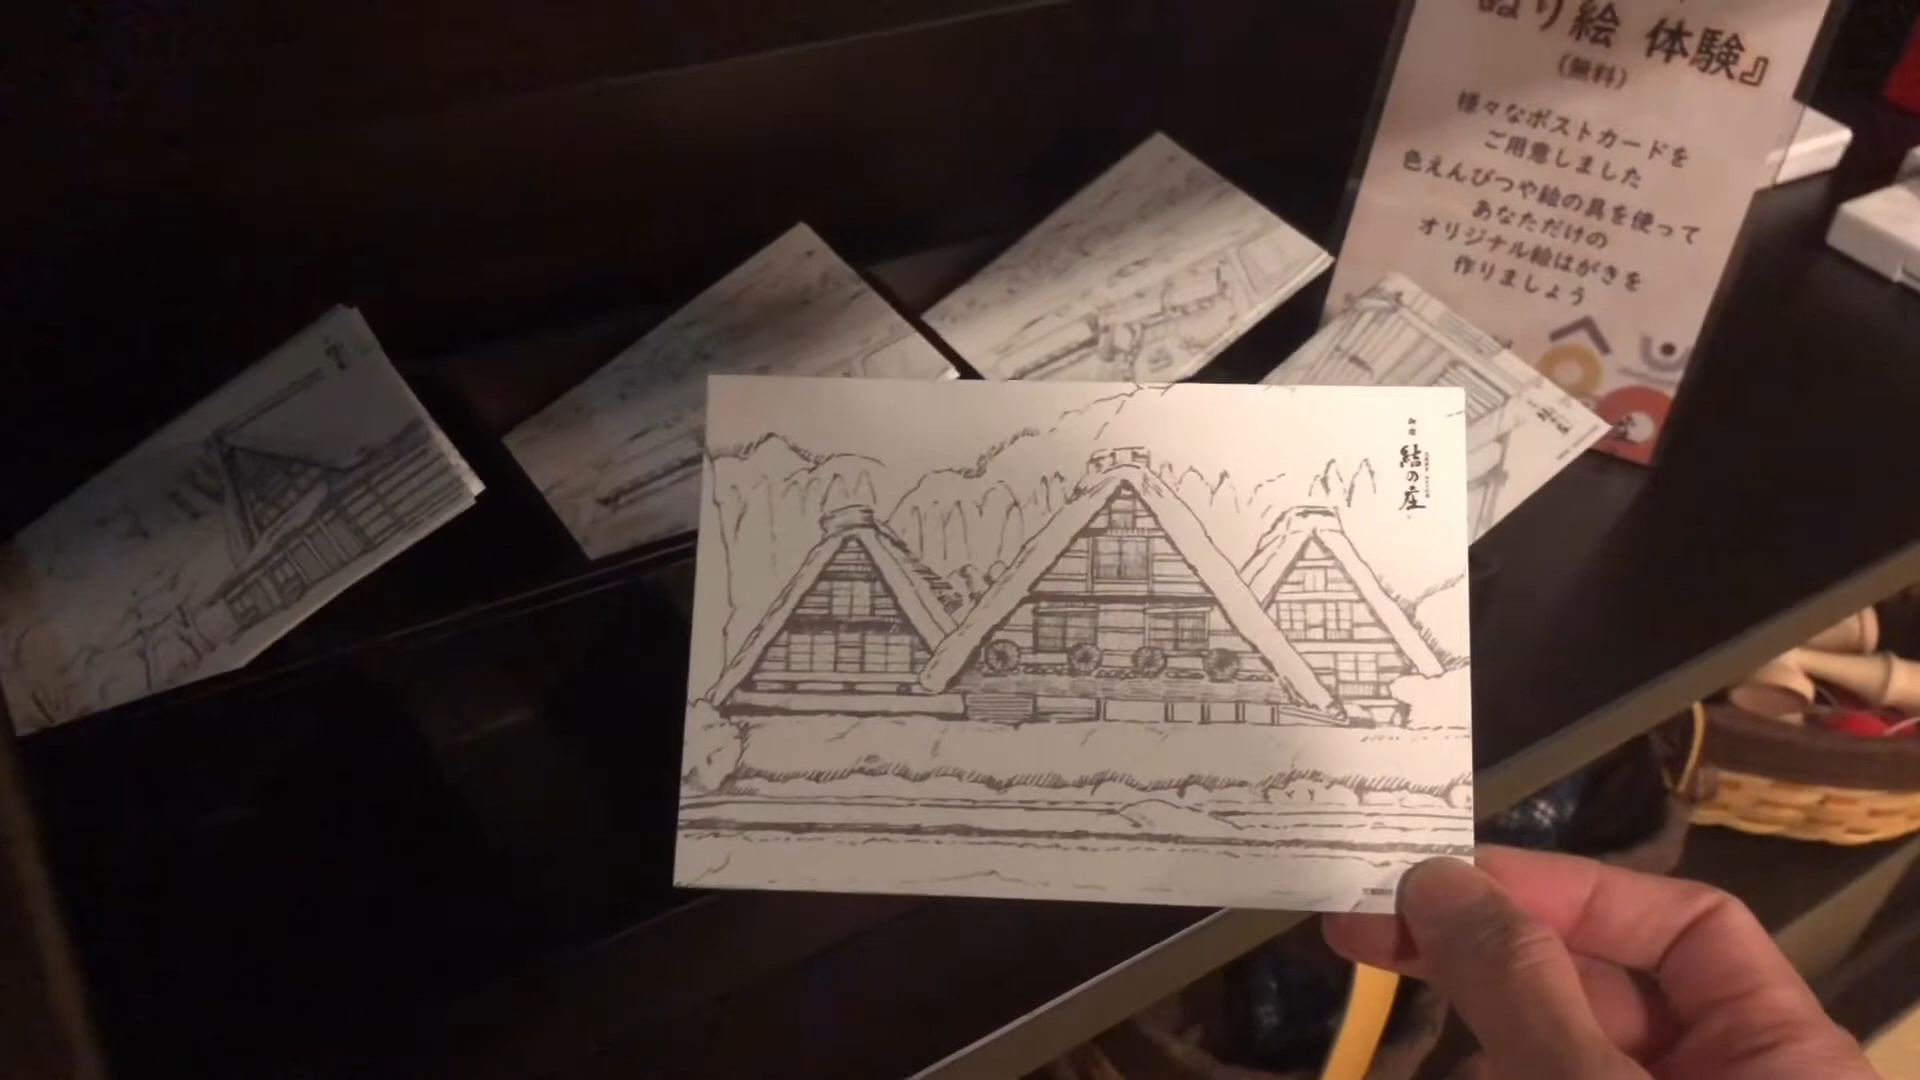 ぬり絵 体験』
(無料)
様々なポストカードを
ご用意しました
色えんぴつや絵の具を使って
あなただけの
オリジナル絵はがきを
作りましょう
御宿
結の庄